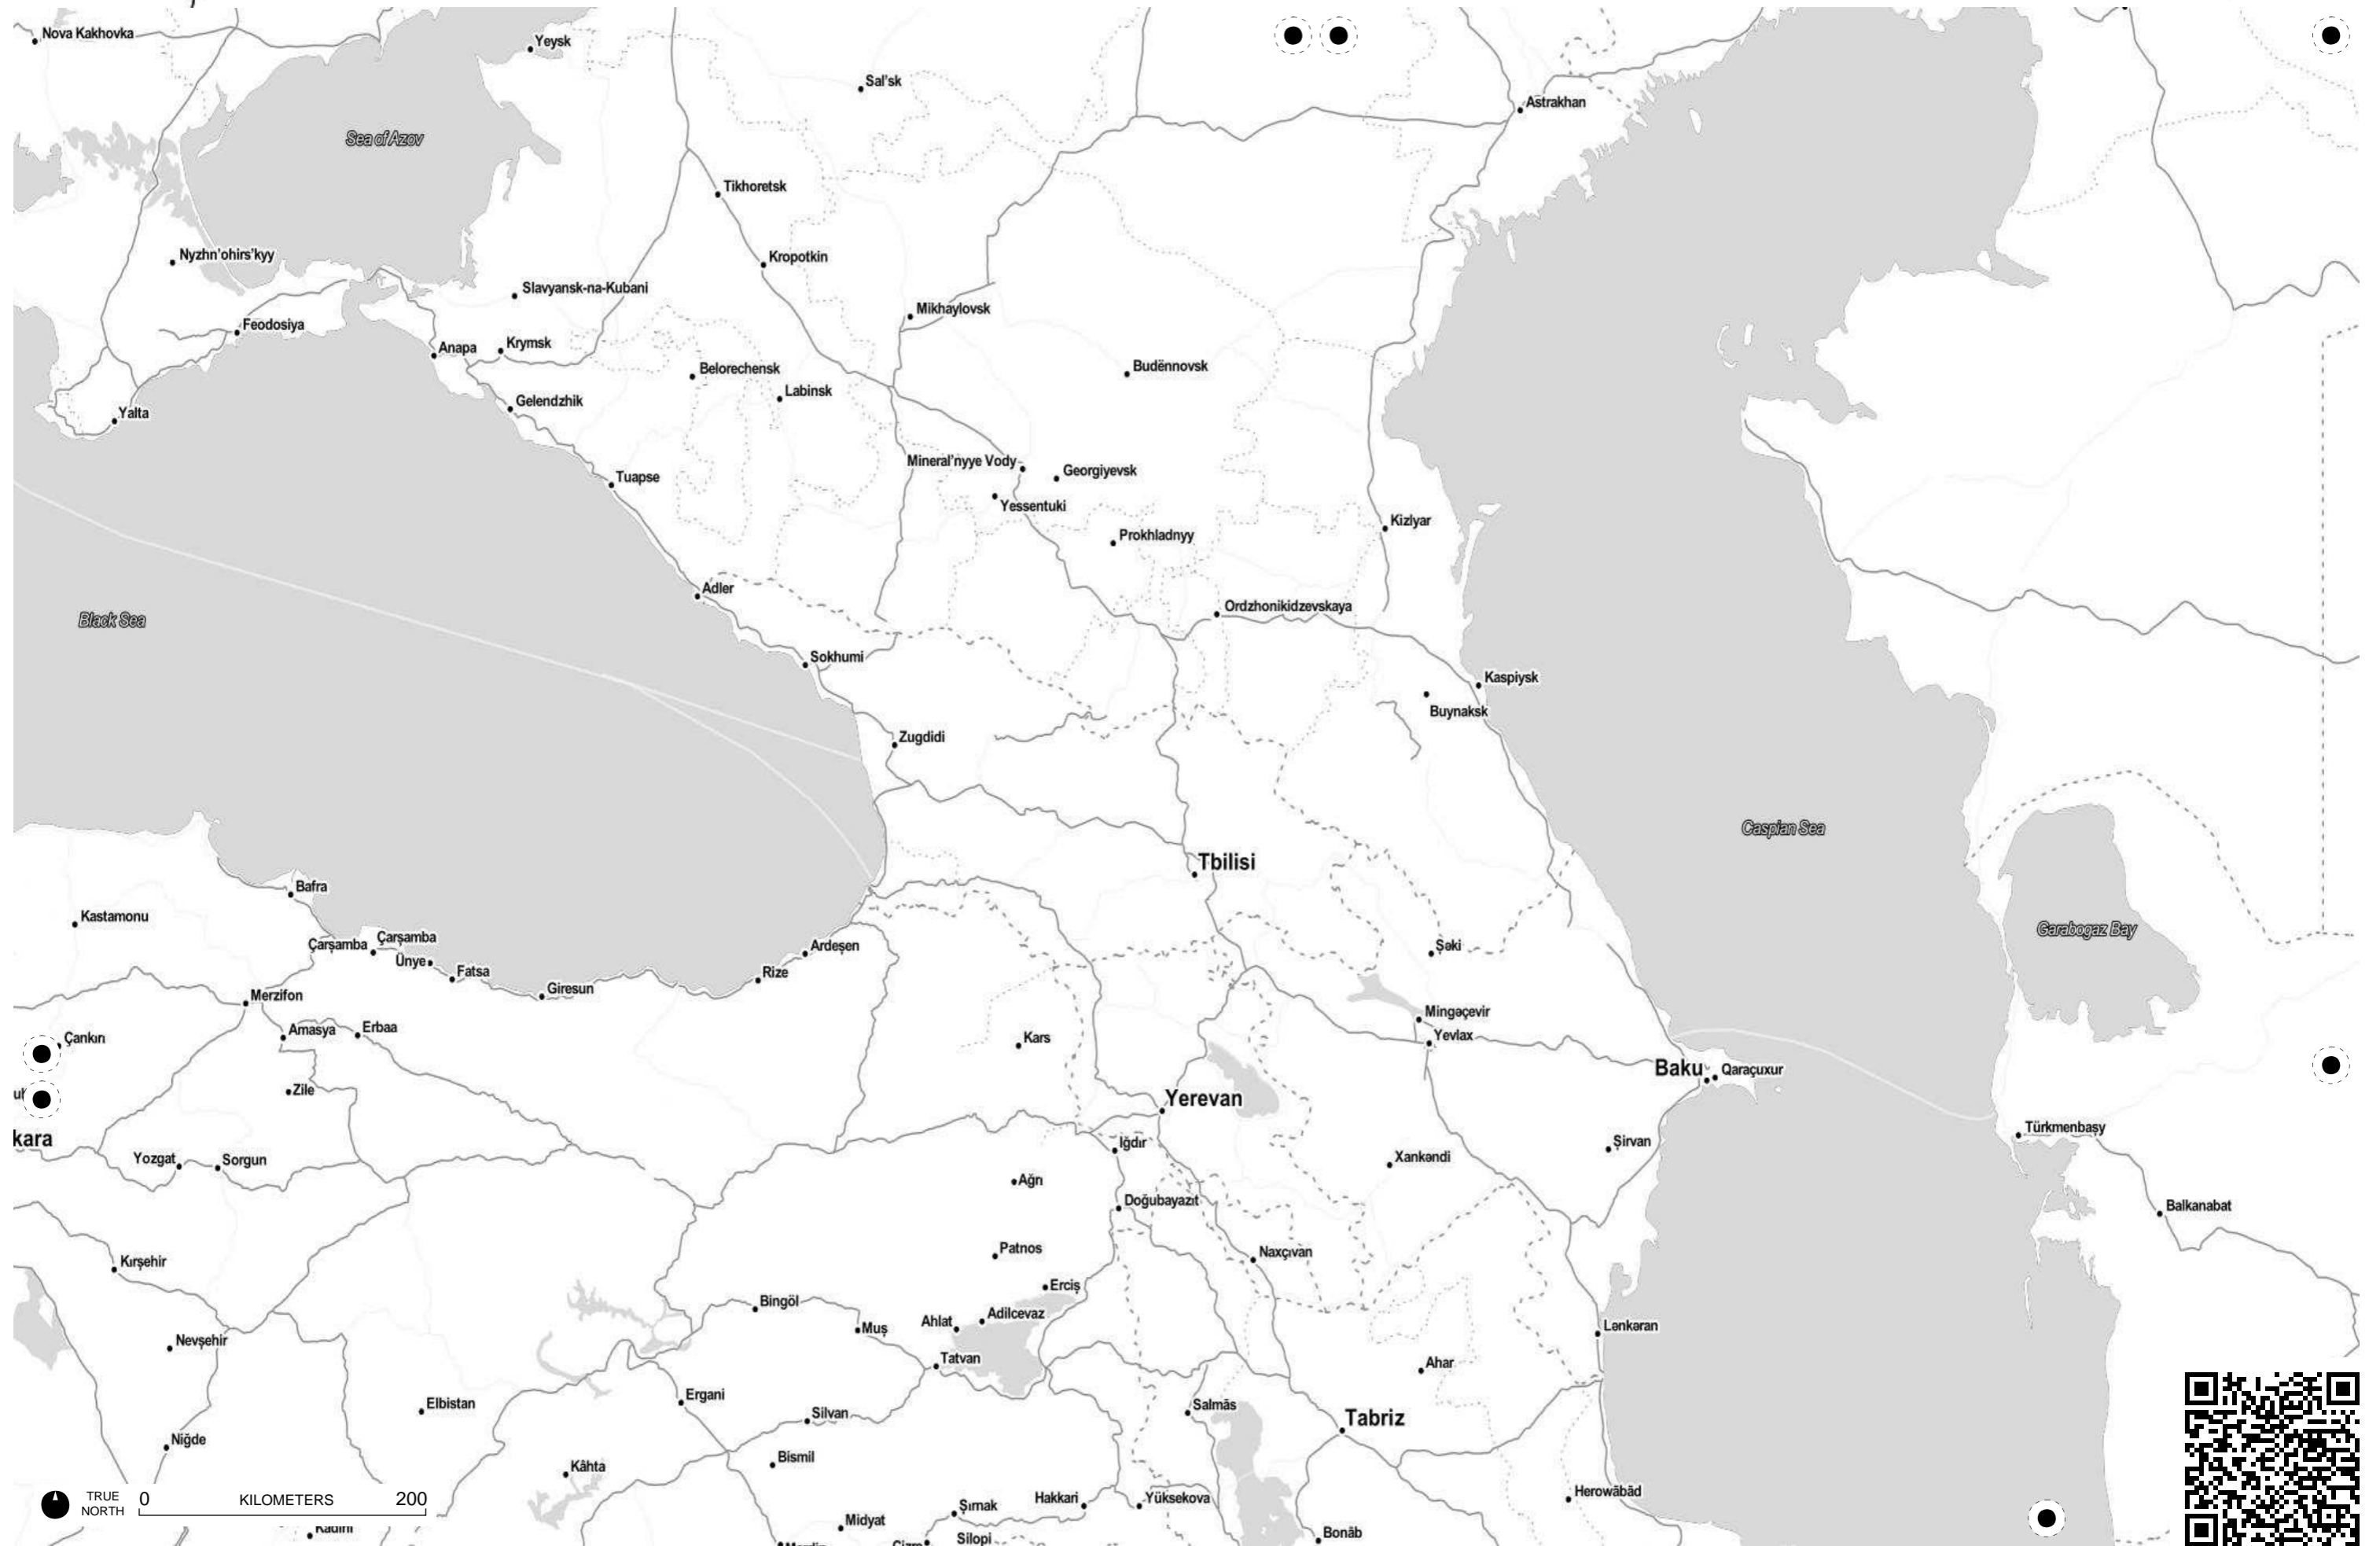 Nova Kakhovka
Yeysk
Sal'sk
Astrakhan
Sea of Azov
Tikhoretsk
Nyzhn'ohirs'kyy
Kropotkin
Slavyansk-na-Kubani
Mikhaylovsk
Feodosiya
Anapa
Krymsk
Belorechensk
Budënnovsk
Labinsk
Gelendzhik
Yalta
Mineral'nyye Vody
Georgiyevsk
Tuapse
Yessentuki
Kizlyar
Prokhladnyy
Adler
Ordzhonikidzevskaya
Black Sea
Sokhumi
Kaspiysk
Buynaksk
Zugdidi
Caspian Sea
Tbilisi
Bafra
Kastamonu
Garabogaz Bay
Çarşamba
Çarşamba
Ardeşen
Şəki
Ünye
Fatsa
Rize
Giresun
Merzifon
Mingəçevir
Amasya
Erbaa
Çankırı
Kars
Yevlax
Baku
Qaraçuxur
Zile
Yerevan
kara
Türkmenbaşy
Iğdır
Şirvan
Yozgat
Sorgun
Xankəndi
Ağrı
Doğubayazıt
Balkanabat
Patnos
Naxçıvan
Kırşehir
Erciş
Bingöl
Adilcevaz
Ahlat
Muş
Lənkəran
Nevşehir
Tatvan
Ahar
Ergani
Elbistan
Salmās
Silvan
Tabriz
Niğde
Bismil
Kâhta
Herowābād
TRUE
NORTH
0 KILOMETERS 200
Hakkari
Yüksekova
Şırnak
Midyat
Bonāb
Silopi